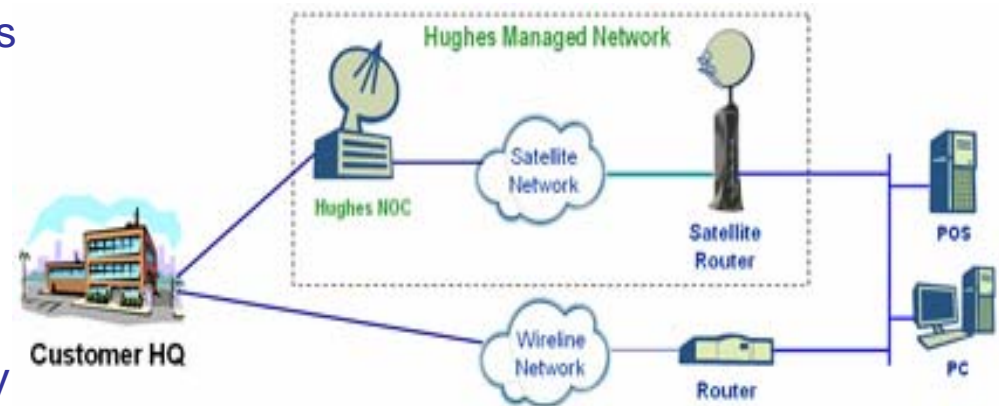 s
Hughes Managed Network
Satellite
Network
Hughes NOC
Satellite
Router
POS
Customer HQ
Wireline
Network
Router
PC
y